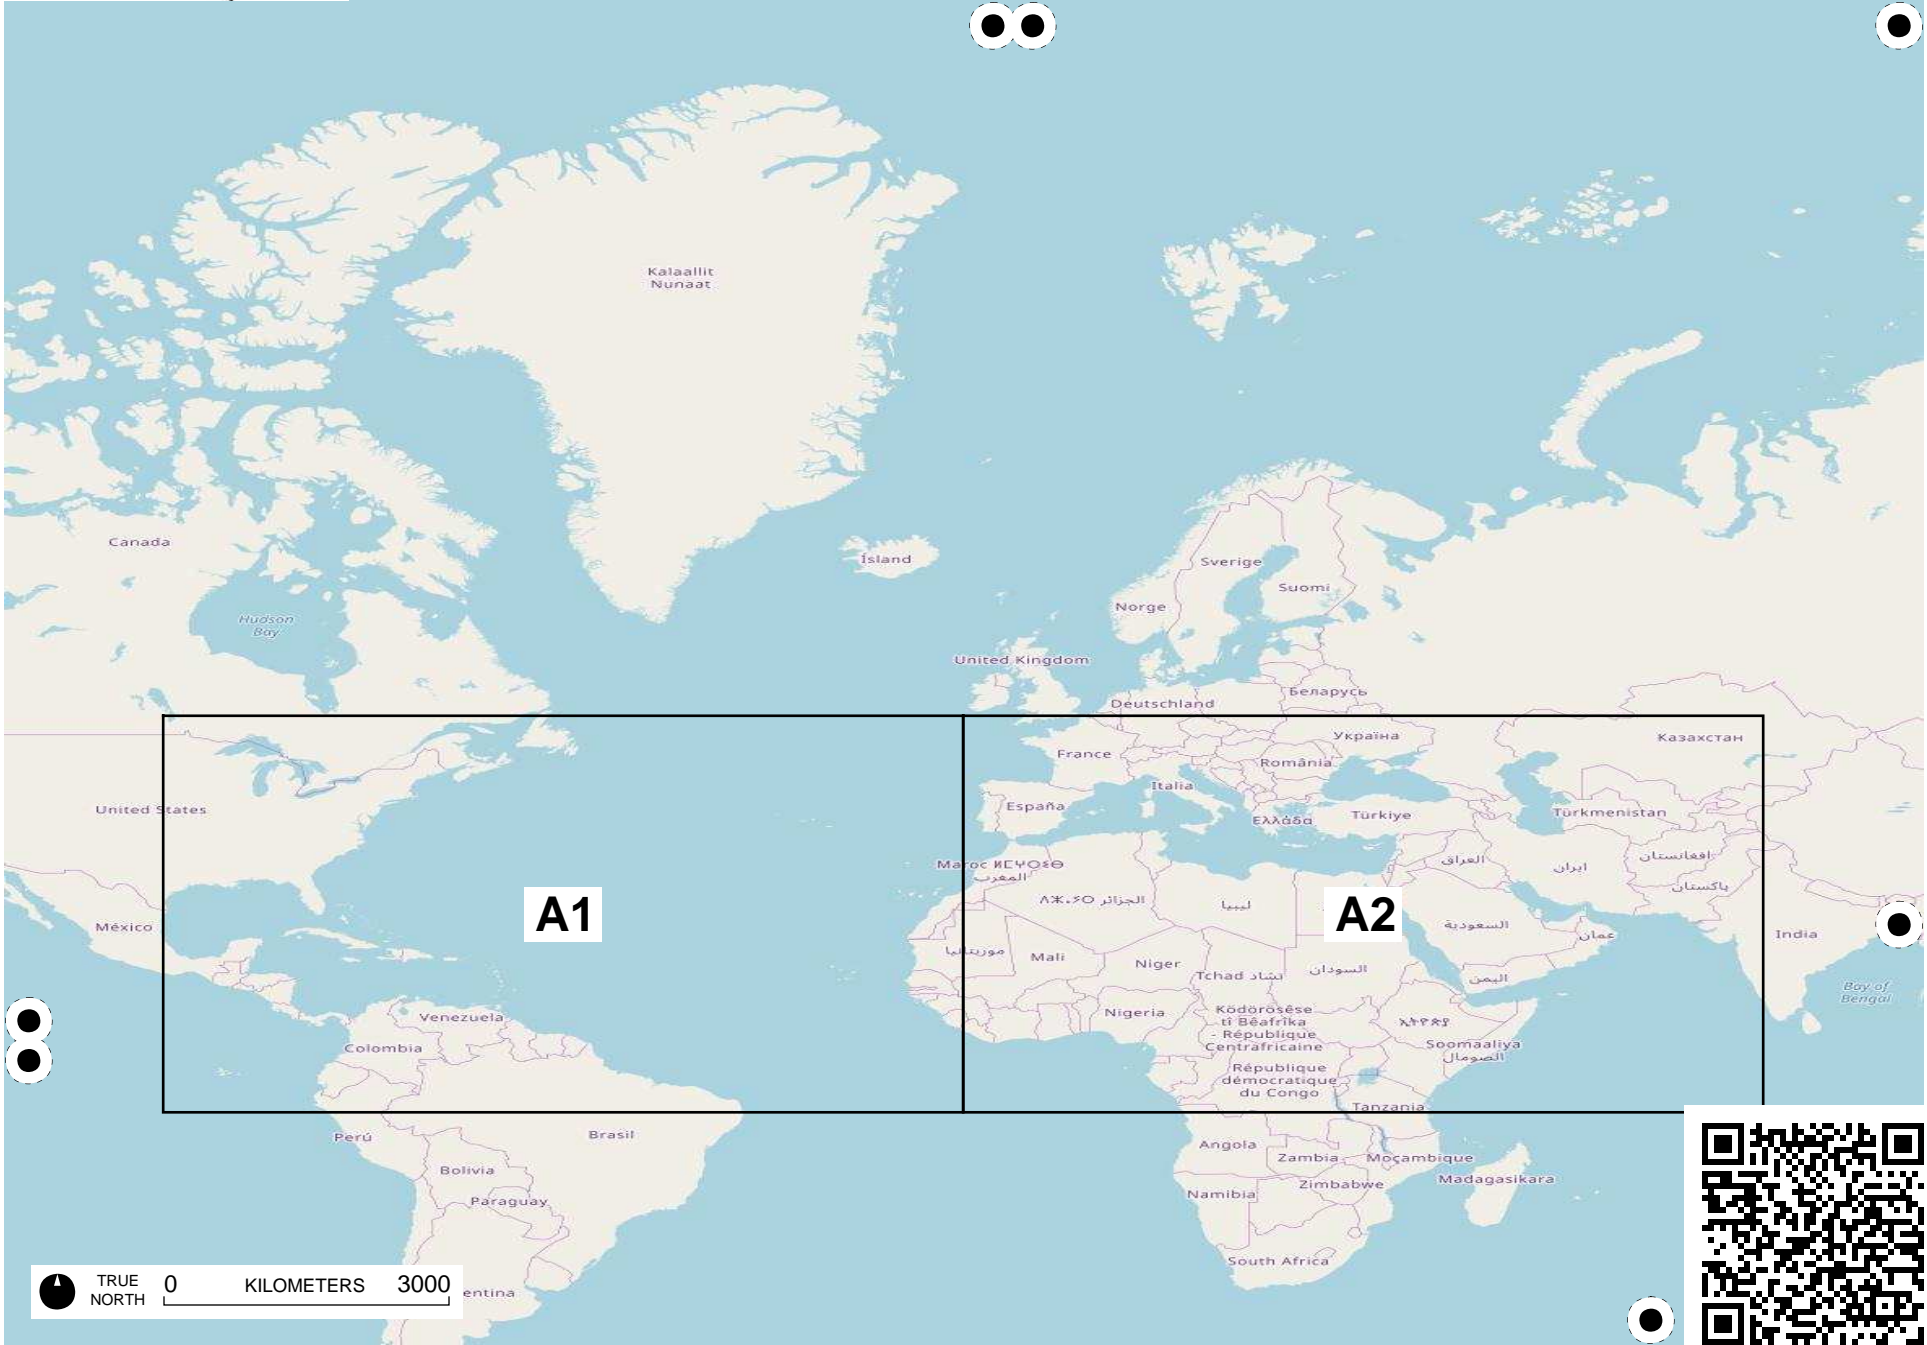 Kalaallit
Nunaat
Canada
Ísland
Sverige
Suomi
Norge
Hudson
Bay
United Kingdom
Беларусь
Deutschland
Україна
Казахстан
France
România
Italia
United States
España
Ελλάδα
Türkiye
Türkmenistan
Maroc ⵍⵎⵖⵔⵉⴱ
المغرب
العراق
ایران
افغانستان
پاکستان
الجزائر
ليبيا
A1
A2
México
السعودية
عمان
India
موريتانيا
Mali
Niger
Tchad تشاد
السودان
اليمن
Bay of
Bengal
Venezuela
Nigeria
Ködörösêse
tî Bêafrîka
- République
Centrafricaine
Colombia
Soomaaliya
الصومال
République
démocratique
du Congo
Tanzania
Perú
Brasil
Bolivia
Angola
Zambia
Moçambique
Paraguay
Namibia
Zimbabwe
Madagasikara
South Africa
TRUE
NORTH
0 KILOMETERS 3000
entina